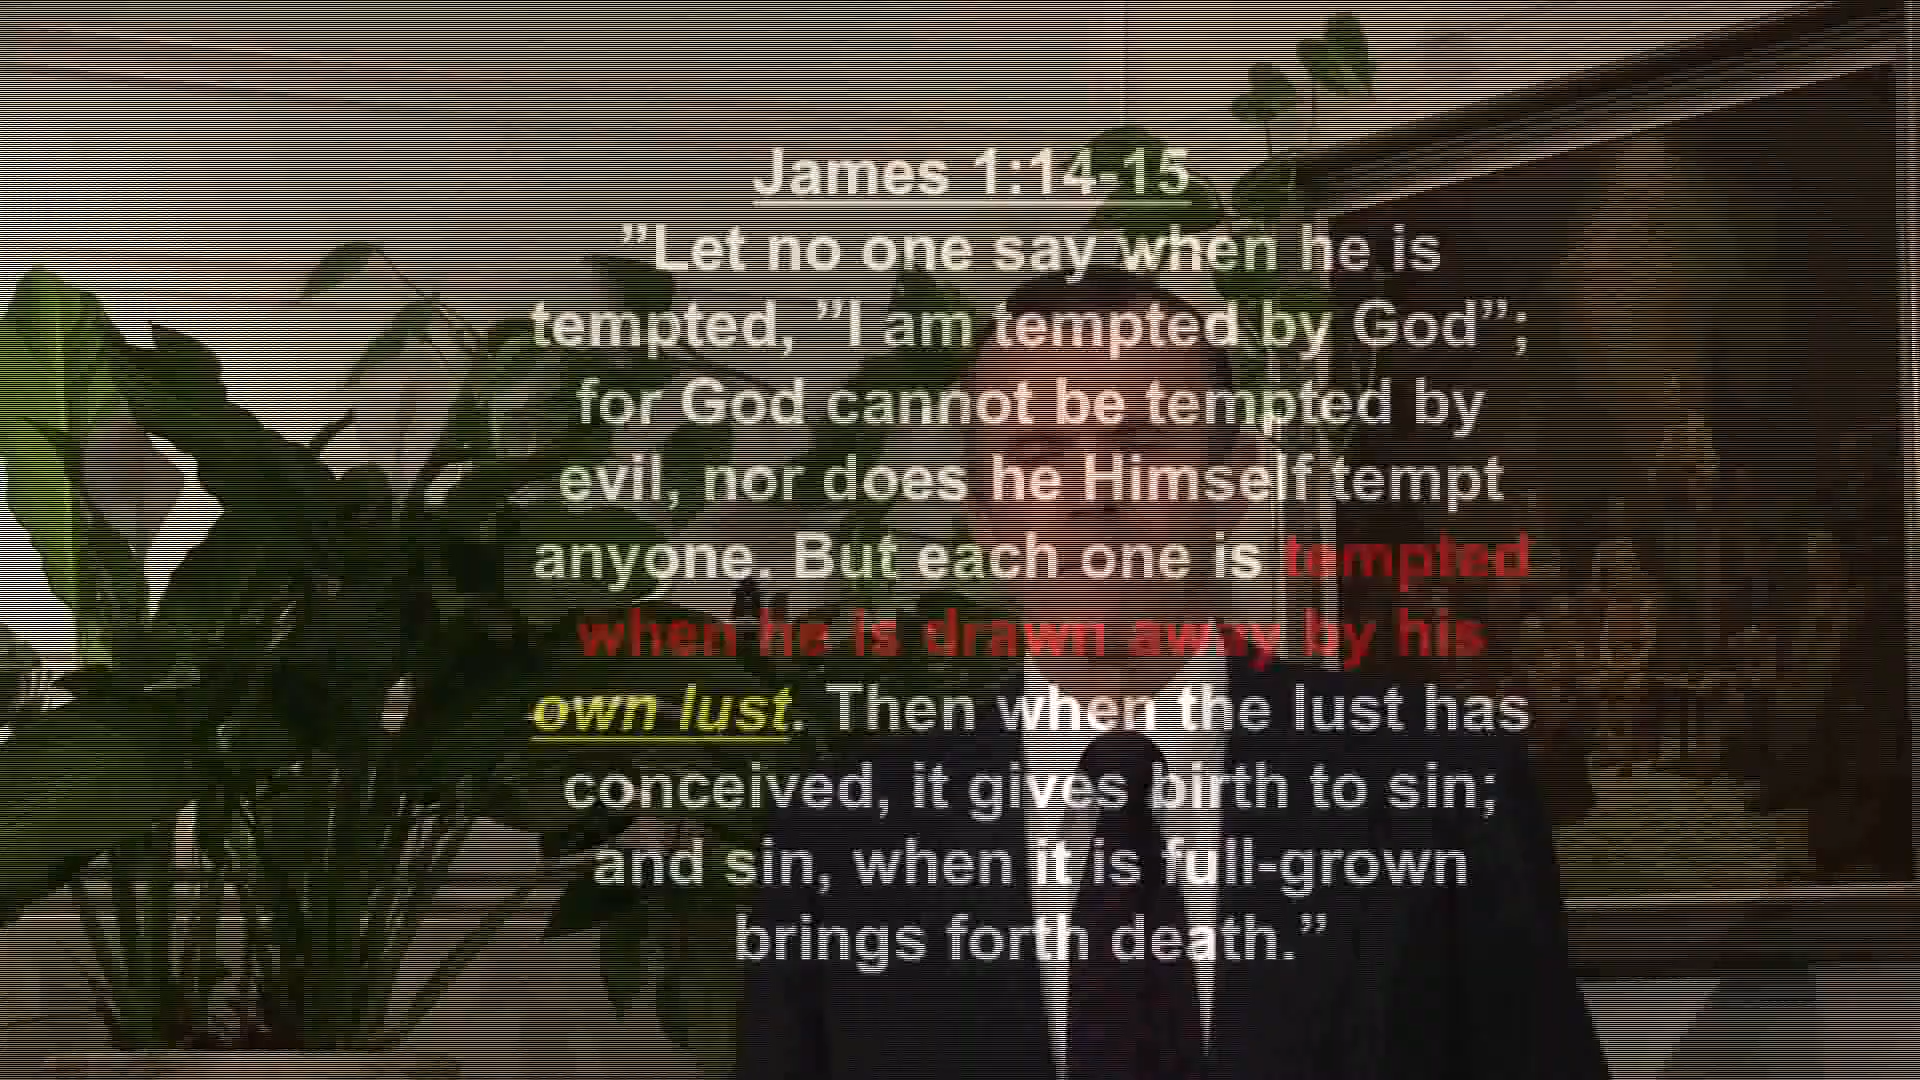 James 1:14-15
”Let no one say when he is
tempted, ”I am tempted by God”;
for God cannot be tempted by
evil, nor does he Himself tempt
anyone. But each one is tempted
when he is drawn away by his
own lust. Then when the lust has
conceived, it gives birth to sin;
and sin, when it is full-grown
brings forth death.”